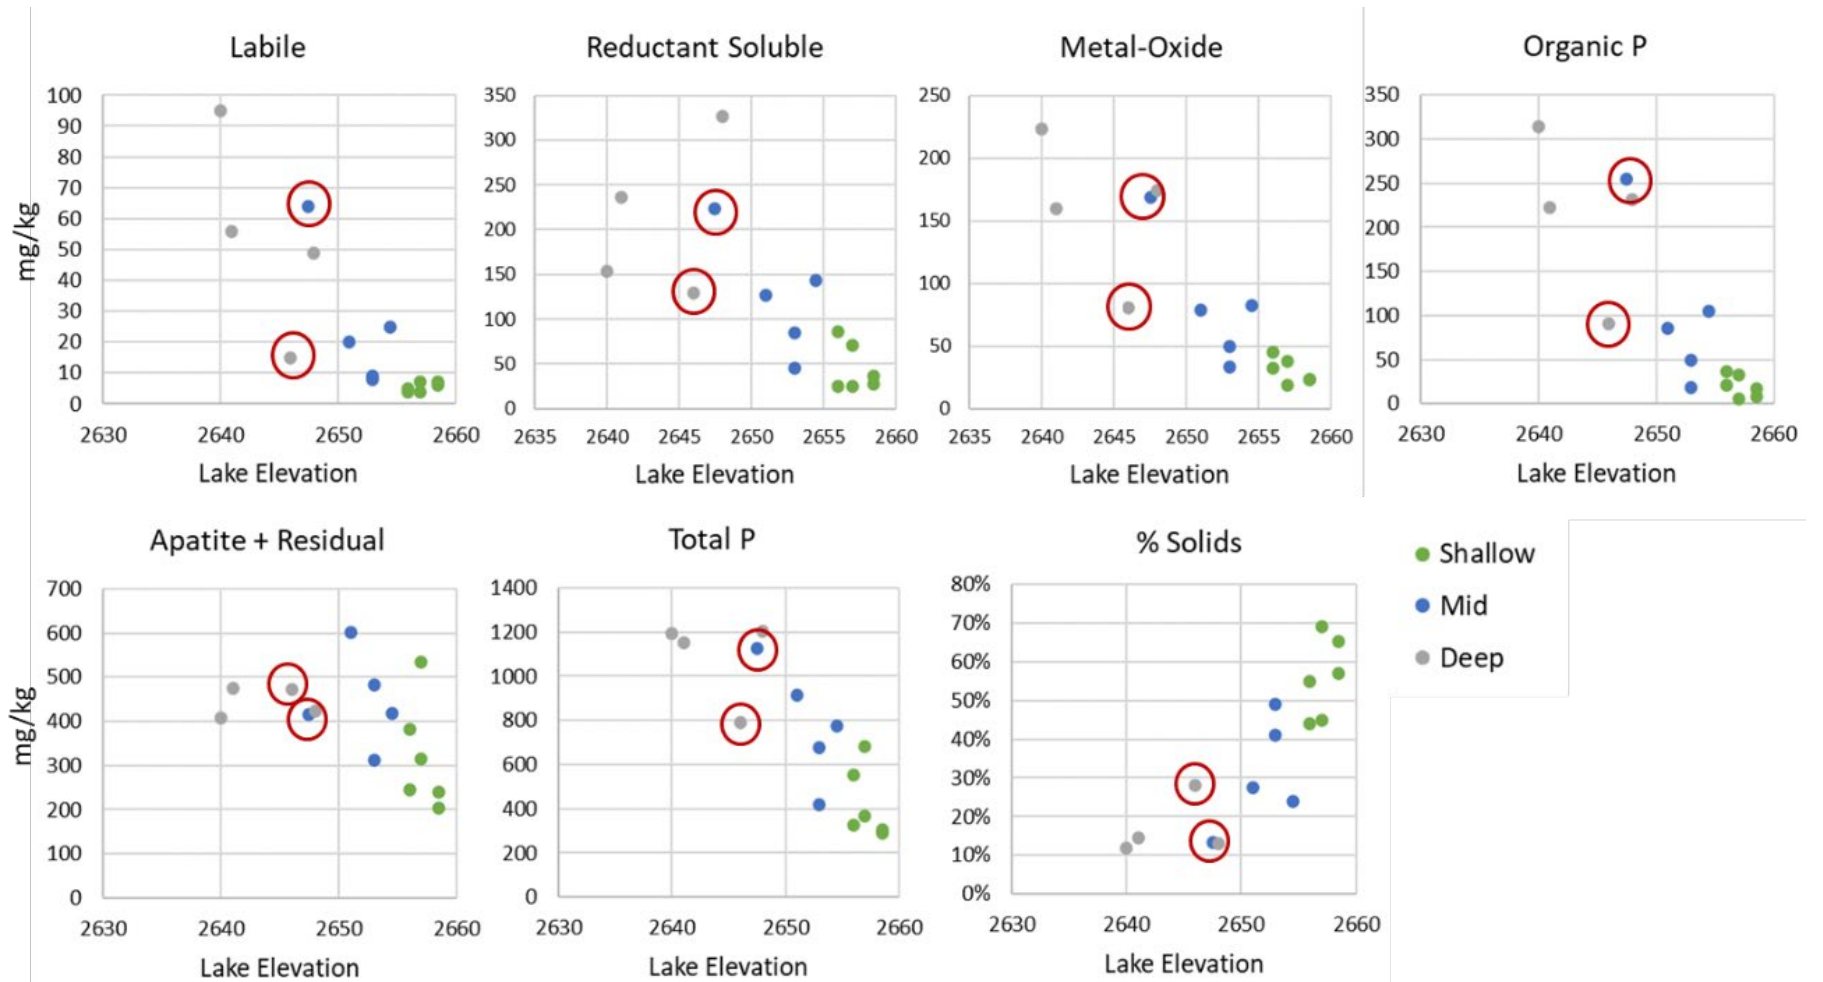 Labile
Reductant Soluble
Metal-Oxide
Organic P
mg/kg
100
90
80
70
60
50
40
30
20
10
0
2630 2640 2650 2660
Lake Elevation
350
300
250
200
150
100
50
0
2635 2640 2645 2650 2655 2660
Lake Elevation
250
200
150
100
50
0
2635 2640 2645 2650 2655 2660
Lake Elevation
350
300
250
200
150
100
50
0
2630 2640 2650 2660
Lake Elevation
Apatite + Residual
Total P
% Solids
mg/kg
700
600
500
400
300
200
100
0
2630 2640 2650 2660
Lake Elevation
1400
1200
1000
800
600
400
200
0
2630 2640 2650 2660
Lake Elevation
80%
70%
60%
50%
40%
30%
20%
10%
0%
2630 2640 2650 2660
Lake Elevation
Shallow
Mid
Deep